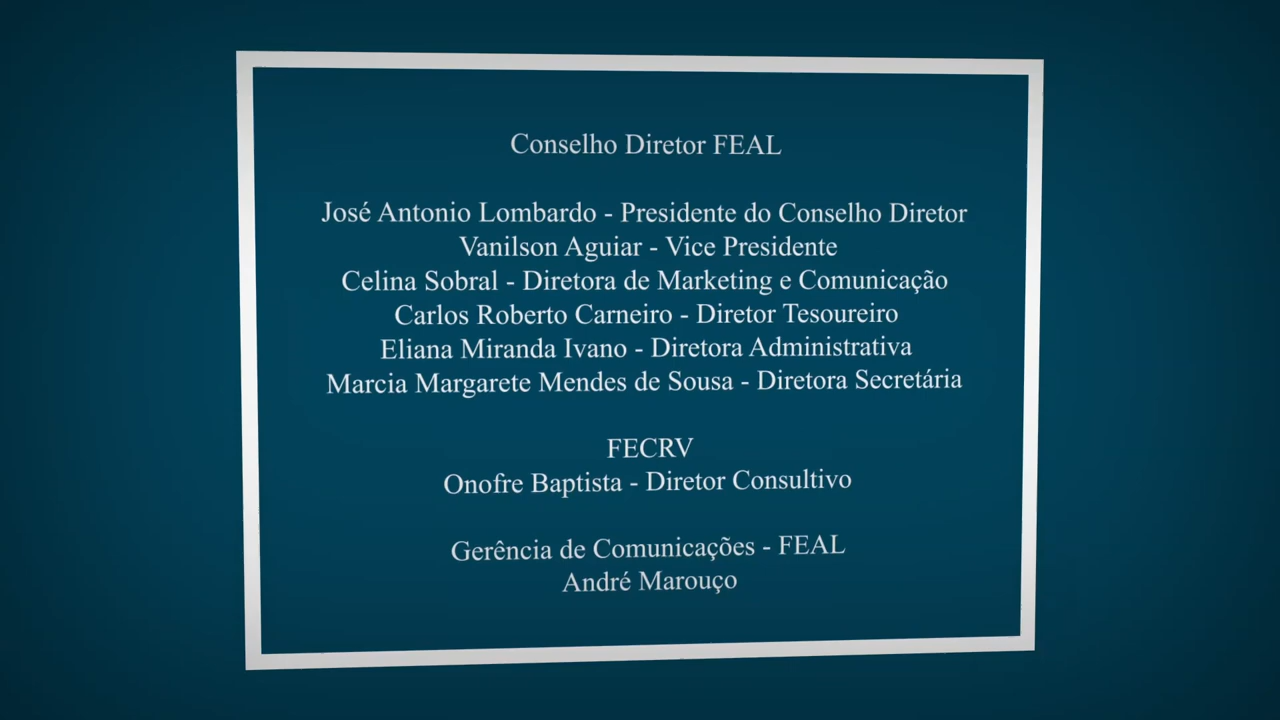 Conselho Diretor FEAL
José Antonio Lombardo - Presidente do Conselho Diretor
Vanilson Aguiar - Vice Presidente
Celina Sobral - Diretora de Marketing e Comunicação
Carlos Roberto Carneiro - Diretor Tesoureiro
Eliana Miranda Ivano - Diretora Administrativa
Marcia Margarete Mendes de Sousa - Diretora Secretária
FECRV
Onofre Baptista - Diretor Consultivo
Gerência de Comunicações - FEAL
André Marouço